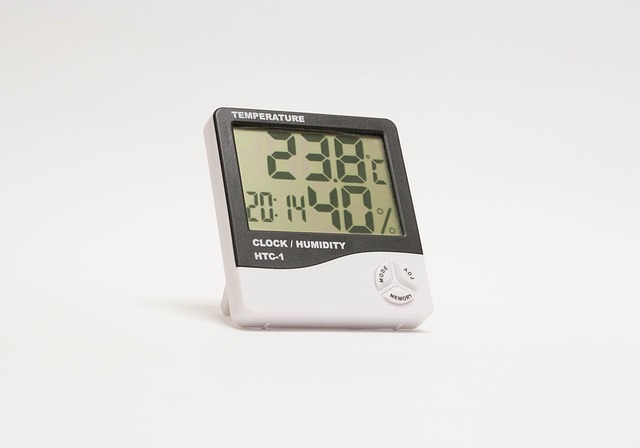 TEMPERATURE
23.8°C
20:14 40%
CLOCK / HUMIDITY
HTC-1
MODE ADJ
MEMORY